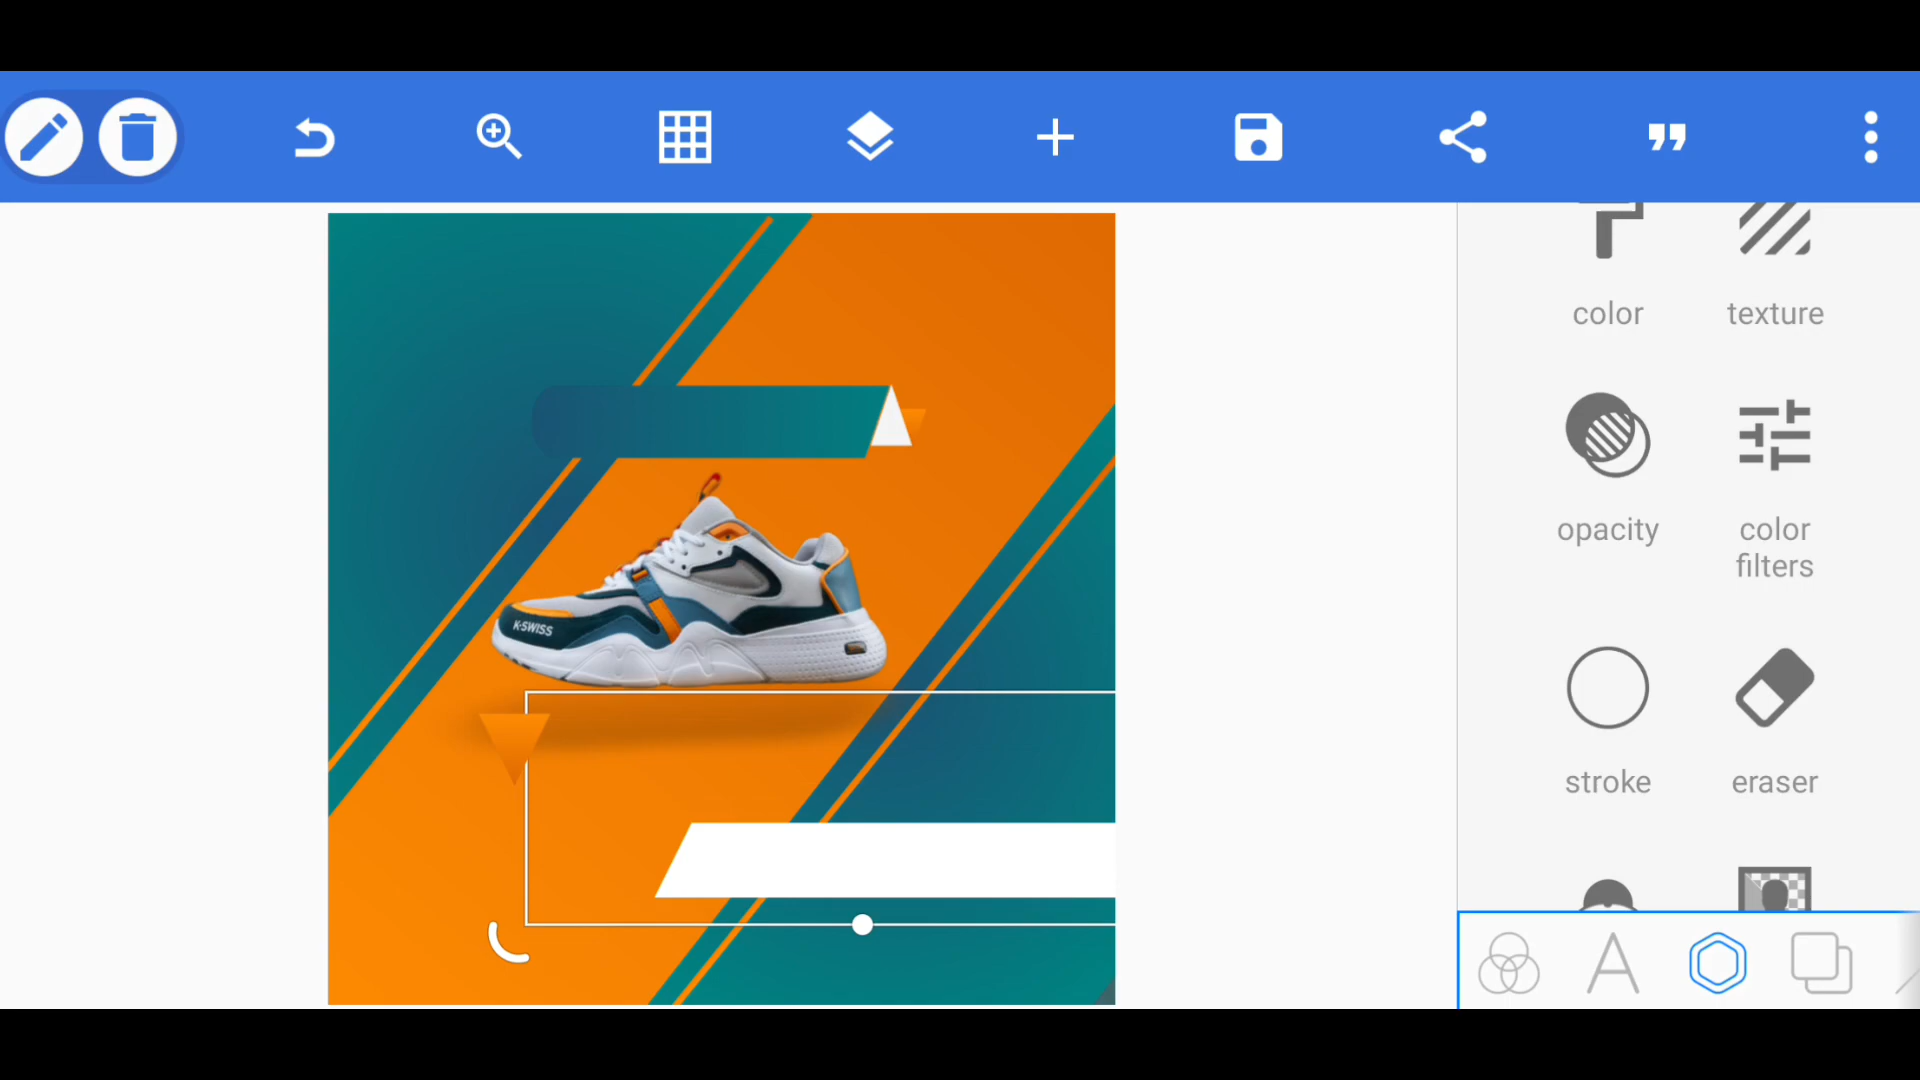 color
texture
opacity
color
filters
stroke
eraser
K·SWISS